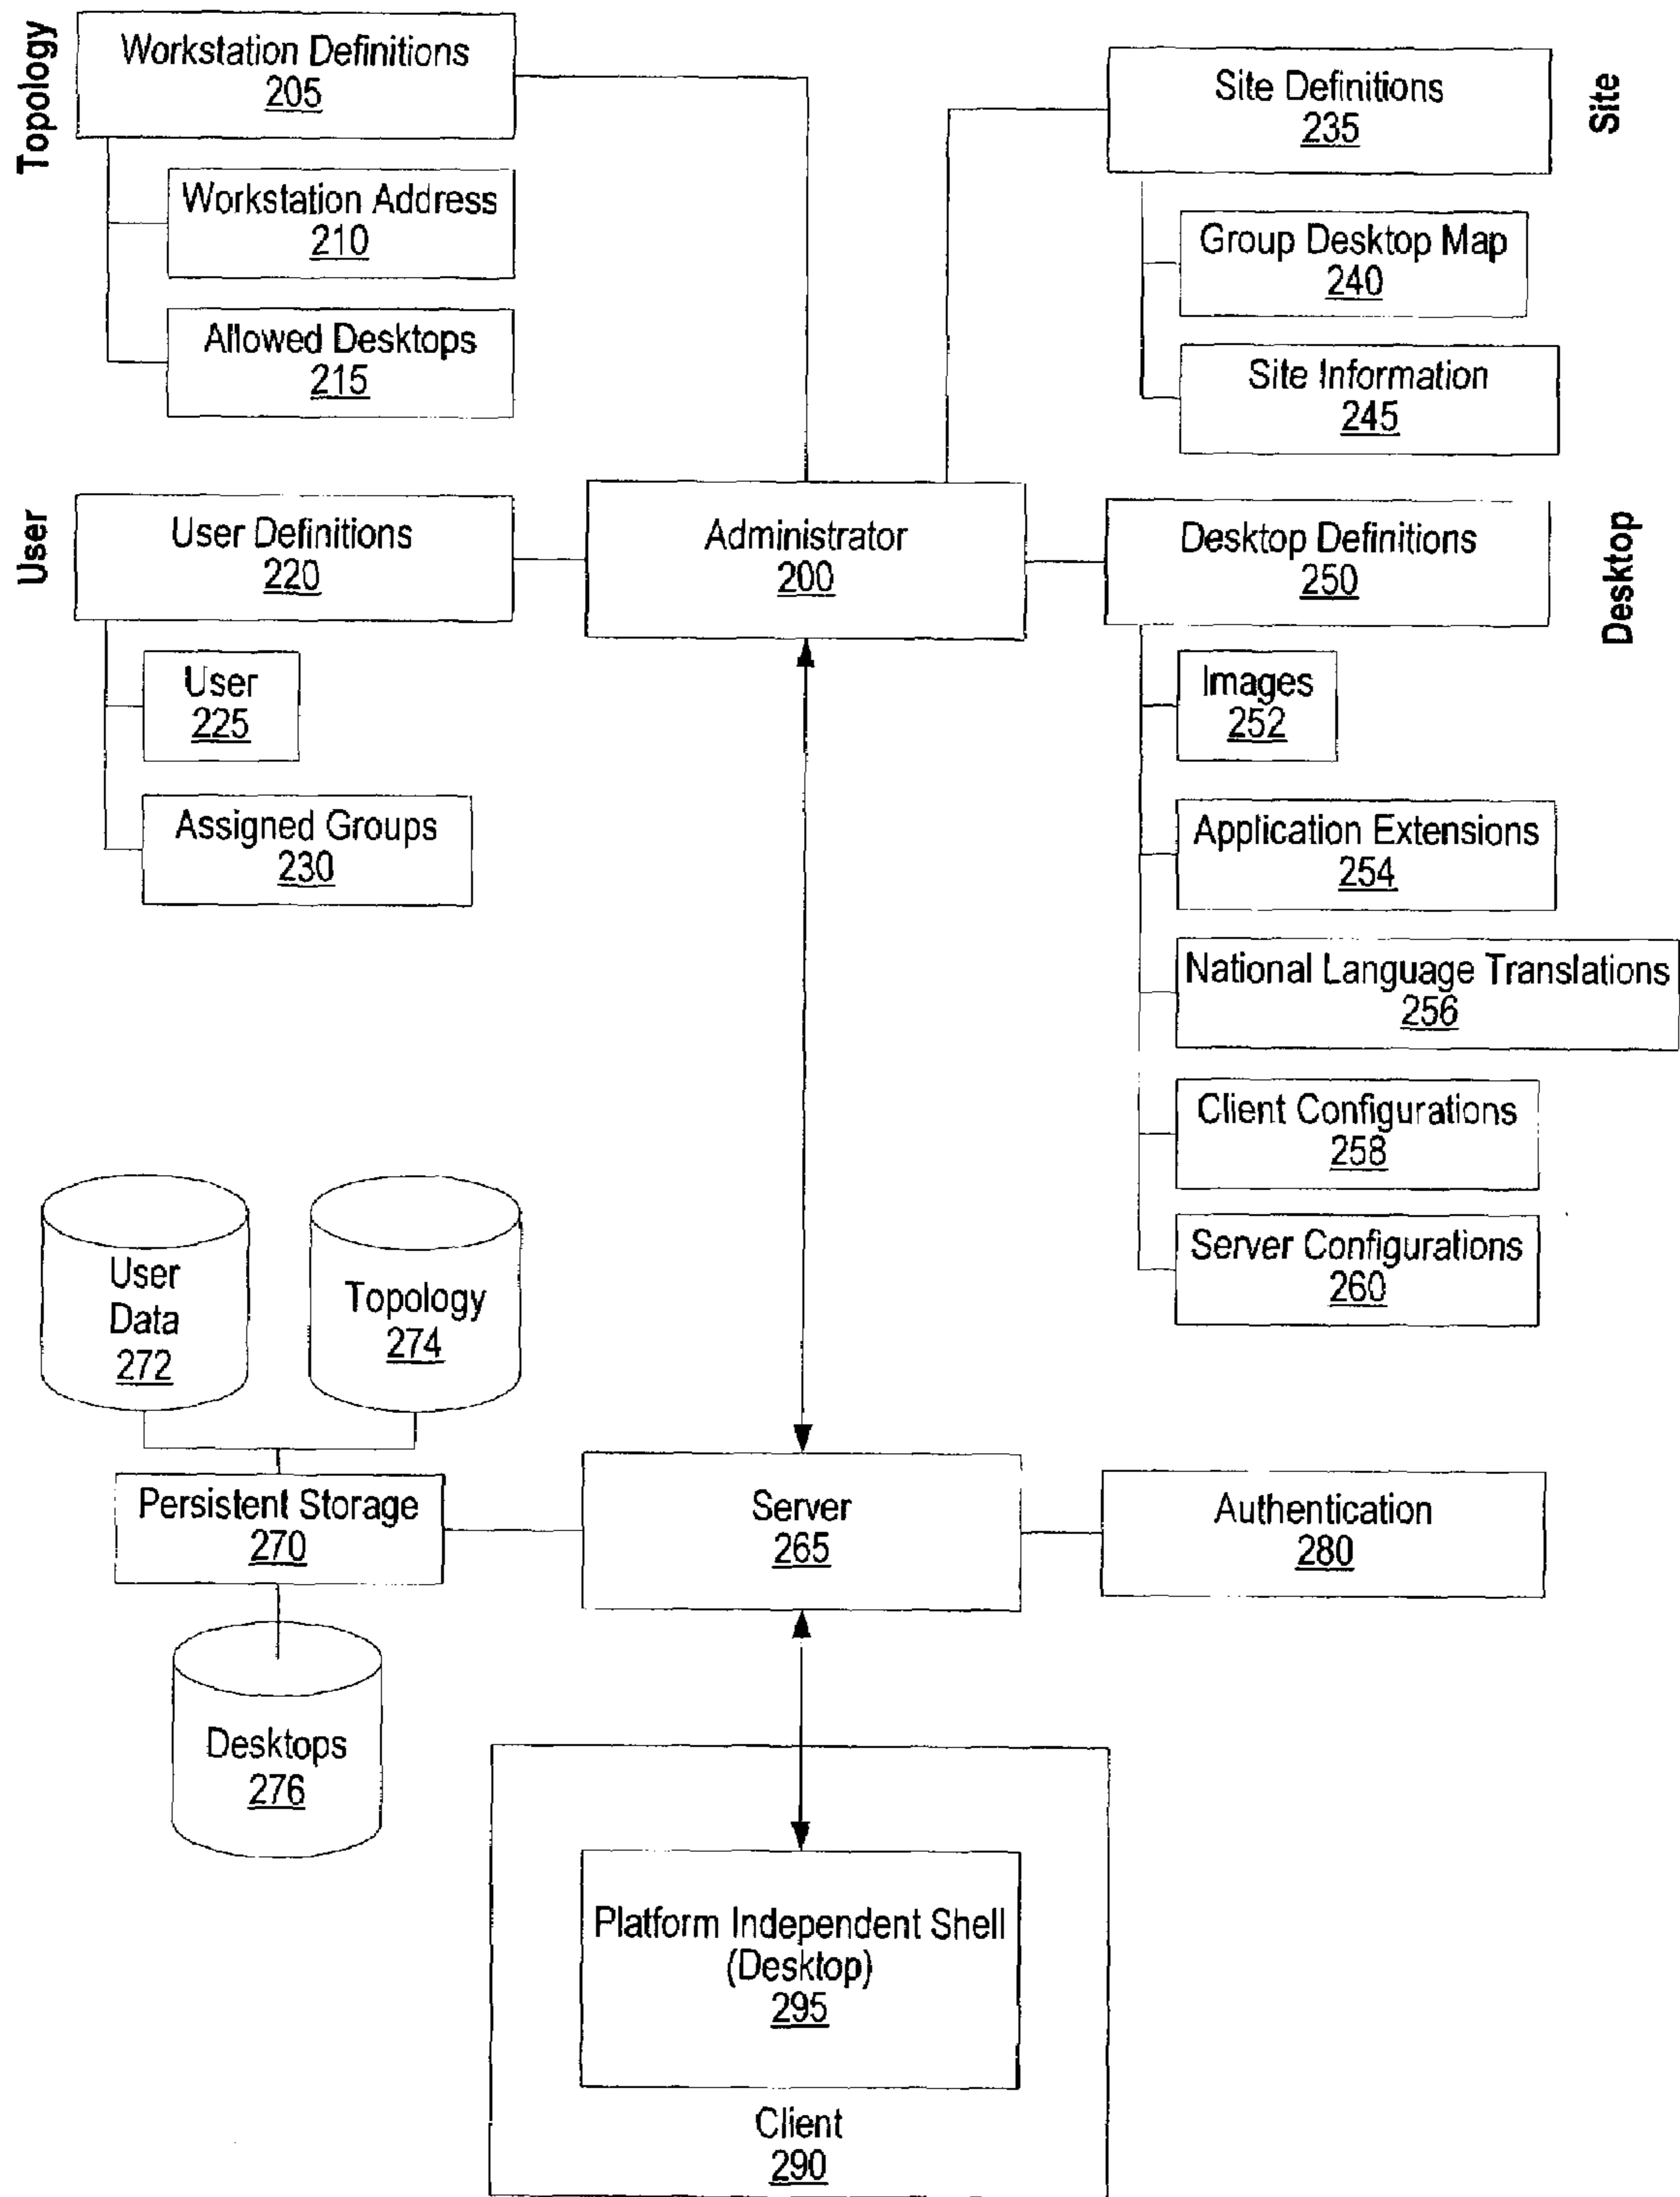 Topology
Workstation Definitions
205
Workstation Address
210
Allowed Desktops
215
Site
Site Definitions
235
Group Desktop Map
240
Site Information
245
User
User Definitions
220
User
225
Assigned Groups
230
Administrator
200
Desktop
Desktop Definitions
250
Images
252
Application Extensions
254
National Language Translations
256
Client Configurations
258
Server Configurations
260
User
Data
272
Topology
274
Persistent Storage
270
Desktops
276
Server
265
Authentication
280
Platform Independent Shell
(Desktop)
295
Client
290